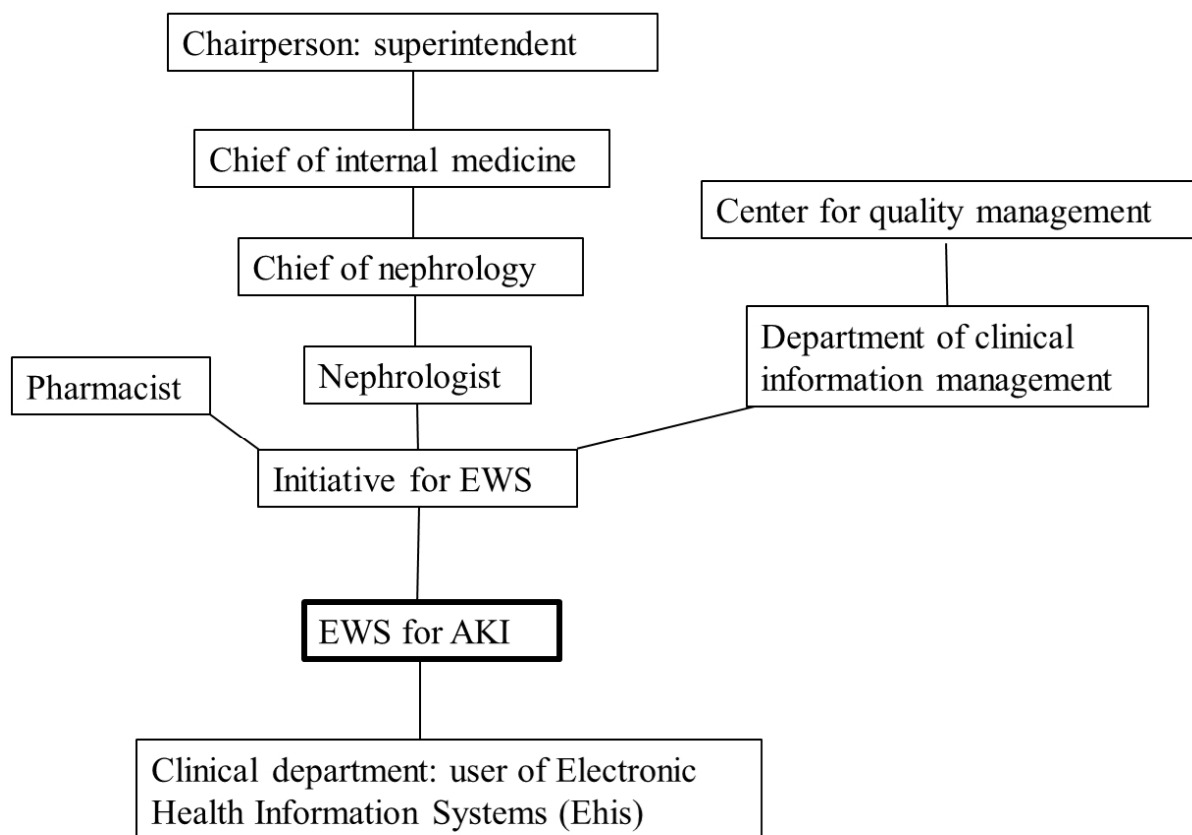 Chairperson: superintendent
Chief of internal medicine
Center for quality management
Chief of nephrology
Department of clinical
information management
Pharmacist
Nephrologist
Initiative for EWS
EWS for AKI
Clinical department: user of Electronic
Health Information Systems (Ehis)